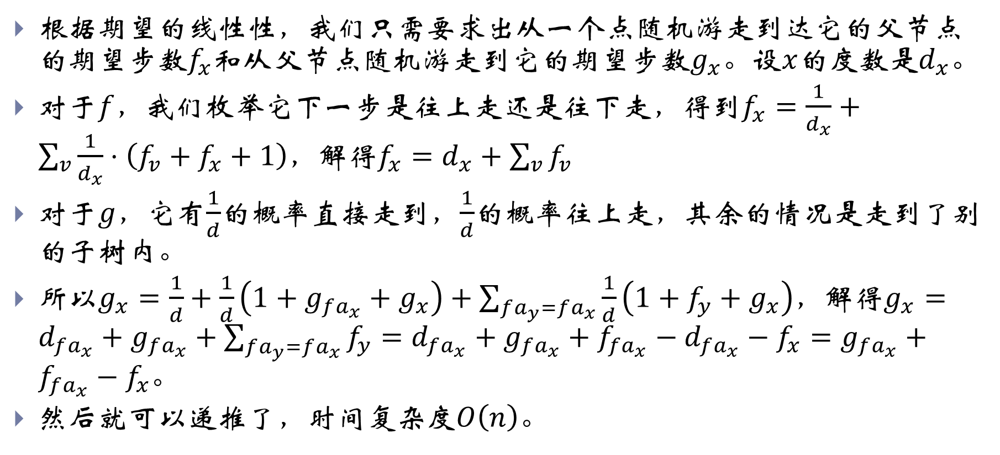 根据期望的线性性，我们只需要求出从一个点随机游走到达它的父节点
的期望步数$f_x$和从父节点随机游走到它的期望步数$g_x$。设$x$的度数是$d_x$。
对于$f$，我们枚举它下一步是往上走还是往下走，得到$f_x = \frac{1}{d_x} +$
$\sum_v \frac{1}{d_x} \cdot (f_v + f_x + 1)$，解得$f_x = d_x + \sum_v f_v$
对于$g$，它有$\frac{1}{d}$的概率直接走到，$\frac{1}{d}$的概率往上走，其余的情况是走到了别
的子树内。
所以$g_x = \frac{1}{d} + \frac{1}{d}(1 + g_{fa_x} + g_x) + \sum_{fa_y=fa_x} \frac{1}{d}(1 + f_y + g_x)$，解得$g_x =$
$d_{fa_x} + g_{fa_x} + \sum_{fa_y=fa_x} f_y = d_{fa_x} + g_{fa_x} + f_{fa_x} - d_{fa_x} - f_x = g_{fa_x} +$
$f_{fa_x} - f_x$。
然后就可以递推了，时间复杂度$O(n)$。